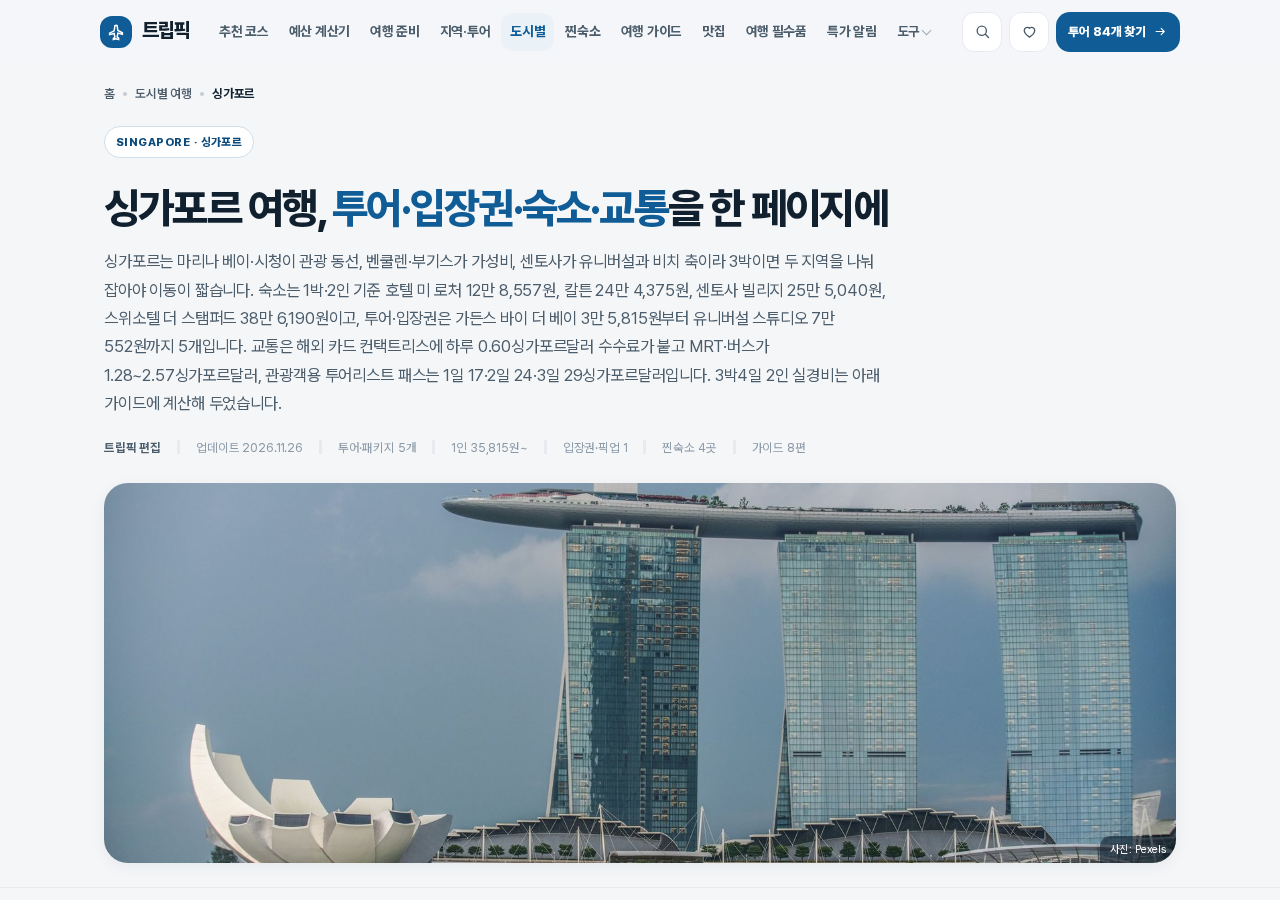 트립픽
추천 코스
예산 계산기
여행 준비
지역·투어
도시별
찐숙소
여행 가이드
맛집
여행 필수품
특가 알림
도구
투어 84개 찾기 →
홈 • 도시별 여행 • 싱가포르
SINGAPORE · 싱가포르
싱가포르 여행, 투어·입장권·숙소·교통을 한 페이지에
싱가포르는 마리나 베이·시청이 관광 동선, 벤쿨렌·부기스가 가성비, 센토사가 유니버설과 비치 축이라 3박이면 두 지역을 나눠
잡아야 이동이 짧습니다. 숙소는 1박·2인 기준 호텔 미 로처 12만 8,557원, 칼튼 24만 4,375원, 센토사 빌리지 25만 5,040원,
스위소텔 더 스탬퍼드 38만 6,190원이고, 투어·입장권은 가든스 바이 더 베이 3만 5,815원부터 유니버설 스튜디오 7만
552원까지 5개입니다. 교통은 해외 카드 컨택트리스에 하루 0.60싱가포르달러 수수료가 붙고 MRT·버스가
1.28~2.57싱가포르달러, 관광객용 투어리스트 패스는 1일 17·2일 24·3일 29싱가포르달러입니다. 3박4일 2인 실경비는 아래
가이드에 계산해 두었습니다.
트립픽 편집
업데이트 2026.11.26
투어·패키지 5개
1인 35,815원~
입장권·픽업 1
찐숙소 4곳
가이드 8편
사진: Pexels